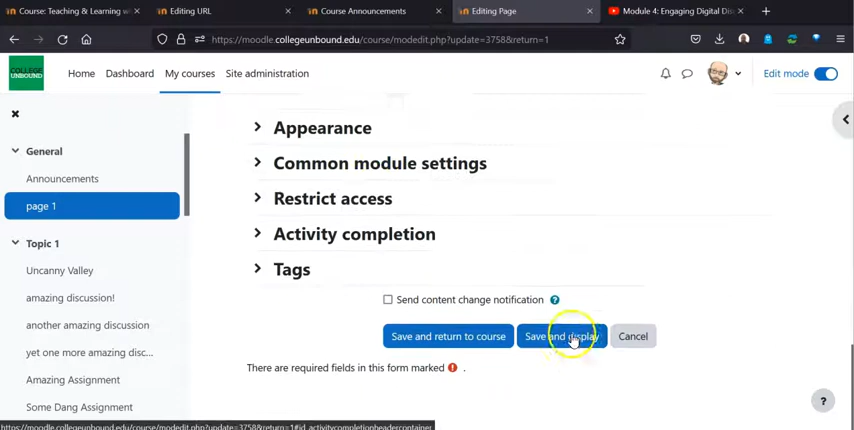 Course: Teaching & Learning w
Editing URL
Course Announcements
Editing Page
Module 4: Engaging Digital Dis
https://moodle.collegeunbound.edu/course/modedit.php?update=3758&return=1
COLLEGE
UNBOUND
Home
Dashboard
My courses
Site administration
Edit mode
General
Announcements
page 1
Topic 1
Uncanny Valley
amazing discussion!
another amazing discussion
yet one more amazing disc...
Amazing Assignment
Some Dang Assignment
Appearance
Common module settings
Restrict access
Activity completion
Tags
Send content change notification
Save and return to course
Save and display
Cancel
There are required fields in this form marked .
https://moodle.collegeunbound.edu/course/modedit.php?update=3758&return=1#id_activitycompletionheadercontainer